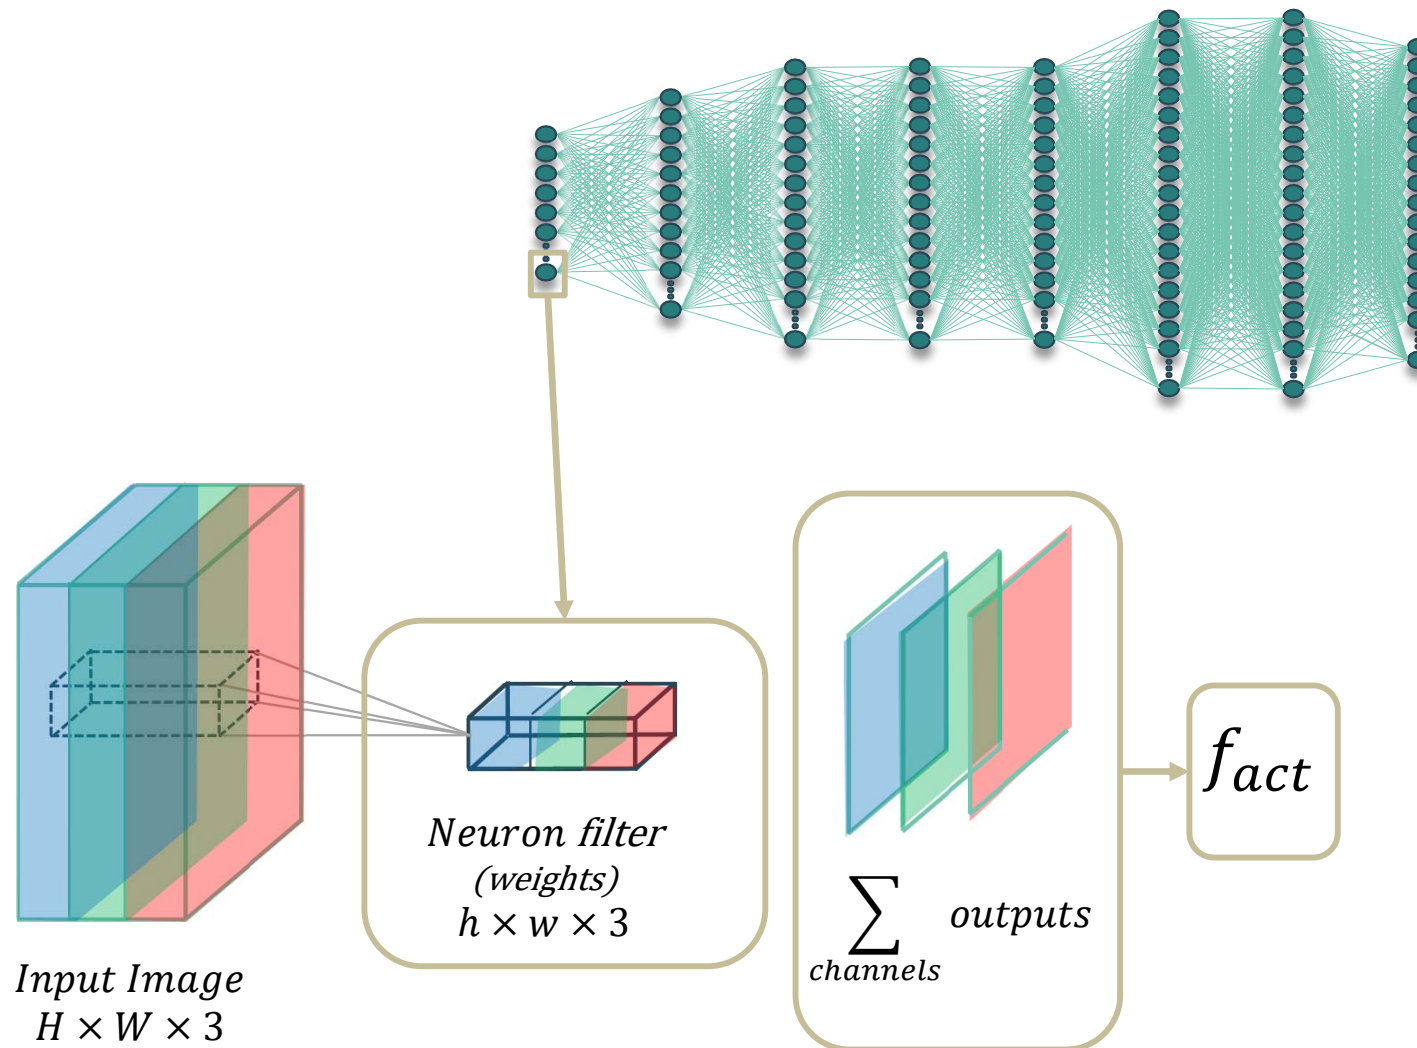 Input Image
H × W × 3
Neuron filter
(weights)
h × w × 3
∑ outputs
channels
f_act